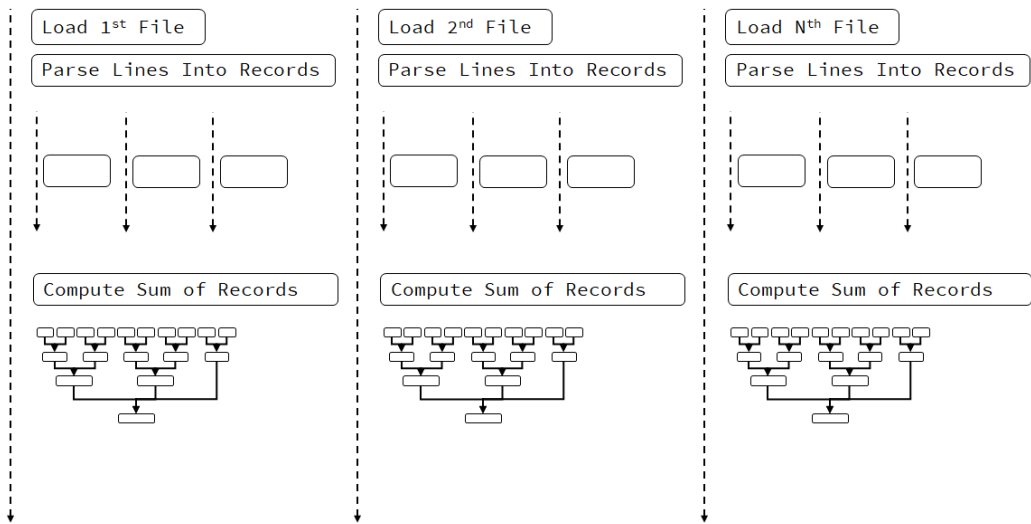 Load 1st File
Parse Lines Into Records
Compute Sum of Records
Load 2nd File
Parse Lines Into Records
Compute Sum of Records
Load Nth File
Parse Lines Into Records
Compute Sum of Records